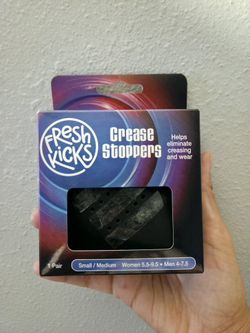 FRESH
KICKS
Crease
Stoppers
Helps
eliminate
creasing
and wear
1 Pair
Small / Medium Women 5.5-9.5 • Men 4-7.5